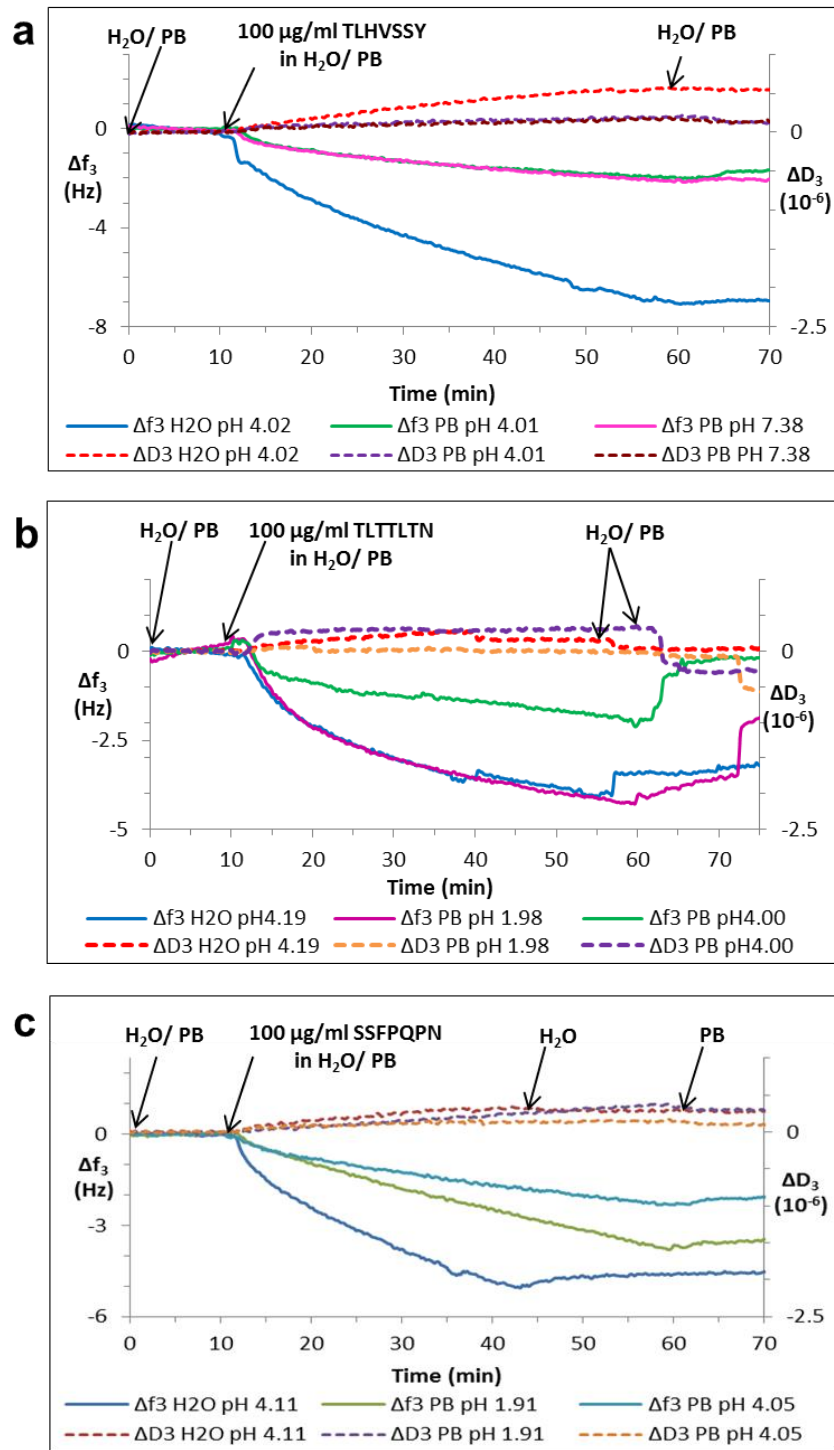 a
H₂O/ PB
100 µg/ml TLHVSSY
in H₂O/ PB
H₂O/ PB
0
-4
-8
Δf₃
(Hz)
0
-2.5
ΔD₃
(10⁻⁶)
0 10 20 30 40 50 60 70
Time (min)
Δf3 H2O pH 4.02 Δf3 PB pH 4.01 Δf3 PB pH 7.38
ΔD3 H2O pH 4.02 ΔD3 PB pH 4.01 ΔD3 PB PH 7.38
b
H₂O/ PB
100 µg/ml TLTTLTN
in H₂O/ PB
H₂O/ PB
0
-2.5
-5
Δf₃
(Hz)
0
-2.5
ΔD₃
(10⁻⁶)
0 10 20 30 40 50 60 70
Time (min)
Δf3 H2O pH4.19 Δf3 PB pH 1.98 Δf3 PB pH4.00
ΔD3 H2O pH 4.19 ΔD3 PB pH 1.98 ΔD3 PB pH4.00
c
H₂O/ PB
100 µg/ml SSFPQPN
in H₂O/ PB
H₂O
PB
0
-3
-6
Δf₃
(Hz)
0
-2.5
ΔD₃
(10⁻⁶)
0 10 20 30 40 50 60 70
Time (min)
Δf3 H2O pH 4.11 Δf3 PB pH 1.91 Δf3 PB pH 4.05
ΔD3 H2O pH 4.11 ΔD3 PB pH 1.91 ΔD3 PB pH 4.05